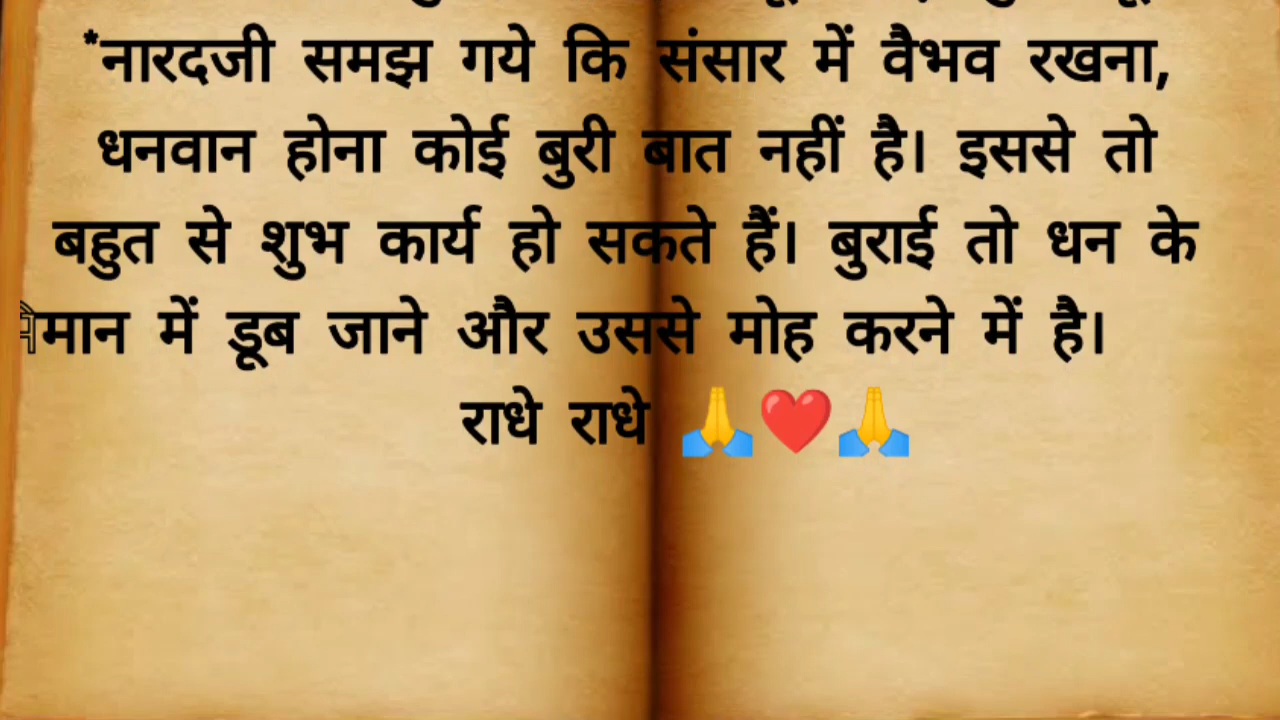 *नारदजी समझ गये कि संसार में वैभव रखना,
धनवान होना कोई बुरी बात नहीं है। इससे तो
बहुत से शुभ कार्य हो सकते हैं। बुराई तो धन के
में डूब जाने और उससे मोह करने में है।
राधे राधे 🙏❤️🙏